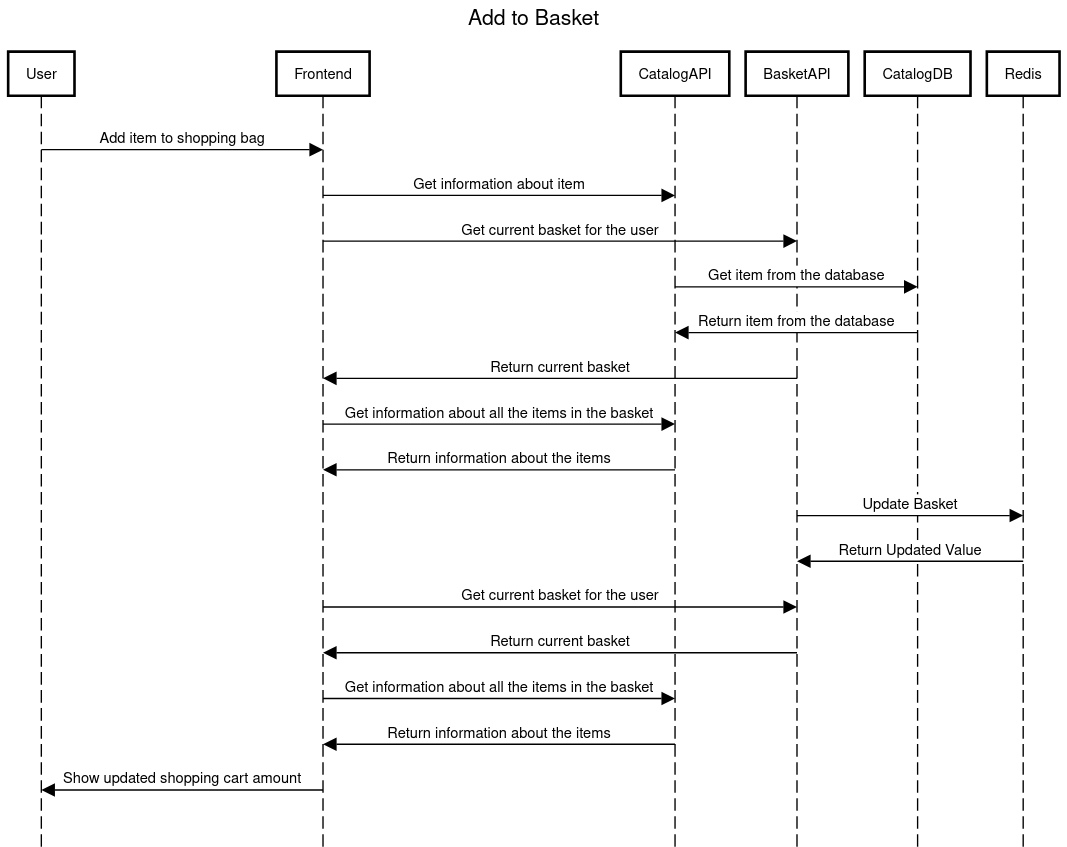 Add to Basket
User
Frontend
CatalogAPI
BasketAPI
CatalogDB
Redis
Add item to shopping bag
Get information about item
Get current basket for the user
Get item from the database
Return item from the database
Return current basket
Get information about all the items in the basket
Return information about the items
Update Basket
Return Updated Value
Get current basket for the user
Return current basket
Get information about all the items in the basket
Return information about the items
Show updated shopping cart amount